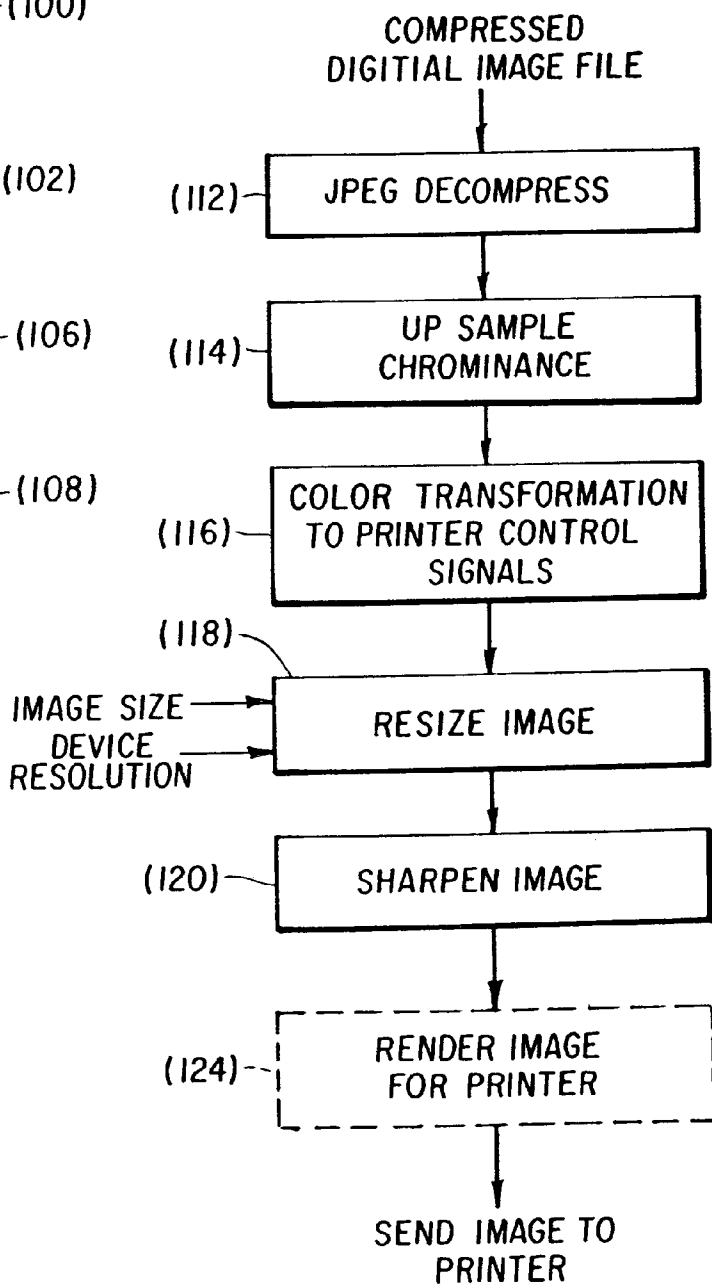 (100)
COMPRESSED
DIGITIAL IMAGE FILE
(102)
(112)
JPEG DECOMPRESS
(106)
(114)
UP SAMPLE
CHROMINANCE
(108)
(116)
COLOR TRANSFORMATION
TO PRINTER CONTROL
SIGNALS
(118)
IMAGE SIZE
DEVICE
RESOLUTION
RESIZE IMAGE
(120)
SHARPEN IMAGE
(124)
RENDER IMAGE
FOR PRINTER
SEND IMAGE TO
PRINTER